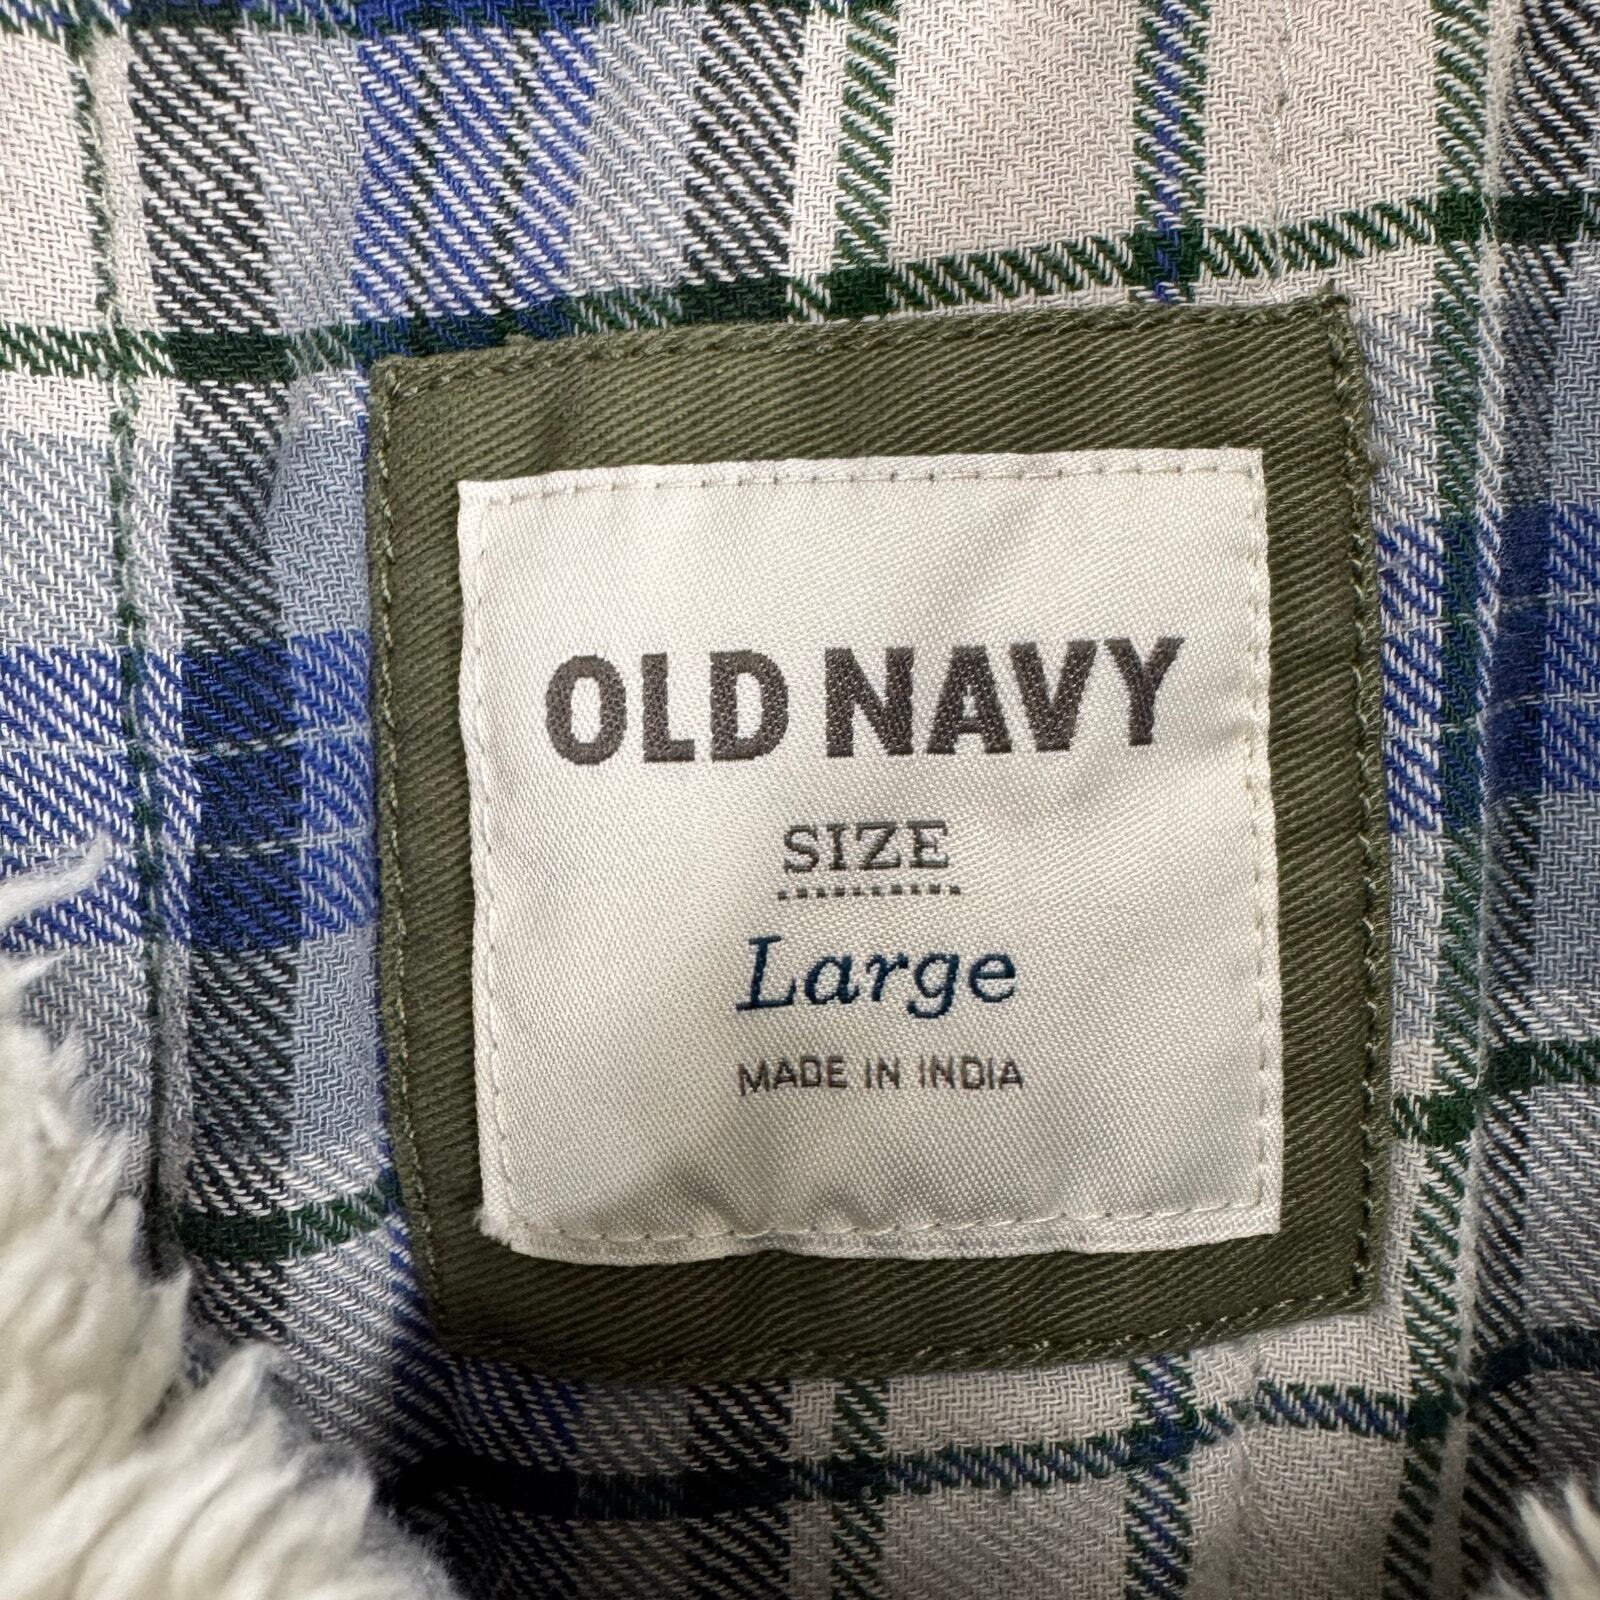 OLD NAVY
SIZE
Large
MADE IN INDIA